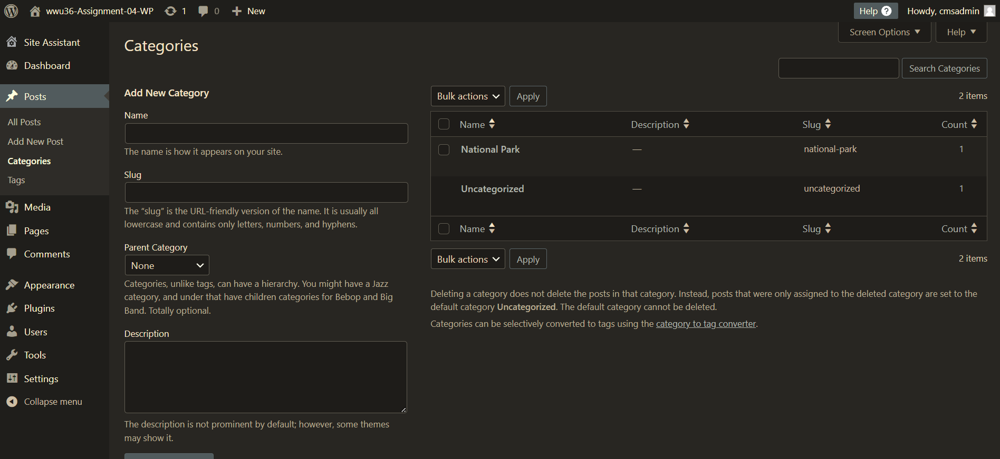 wwu36-Assignment-04-WP 1 0 New Help ? Howdy, cmsadmin
Site Assistant
Dashboard
Posts
All Posts
Add New Post
Categories
Tags
Media
Pages
Comments
Appearance
Plugins
Users
Tools
Settings
Collapse menu
Screen Options Help
Categories
Search Categories
Add New Category
Name
The name is how it appears on your site.
Slug
The “slug” is the URL-friendly version of the name. It is usually all
lowercase and contains only letters, numbers, and hyphens.
Parent Category
None
Categories, unlike tags, can have a hierarchy. You might have a Jazz
category, and under that have children categories for Bebop and Big
Band. Totally optional.
Description
The description is not prominent by default; however, some themes
may show it.
Bulk actions Apply 2 items
Name Description Slug Count
National Park — national-park 1
Uncategorized — uncategorized 1
Name Description Slug Count
Bulk actions Apply 2 items
Deleting a category does not delete the posts in that category. Instead, posts that were only assigned to the deleted category are set to the
default category Uncategorized. The default category cannot be deleted.
Categories can be selectively converted to tags using the category to tag converter.